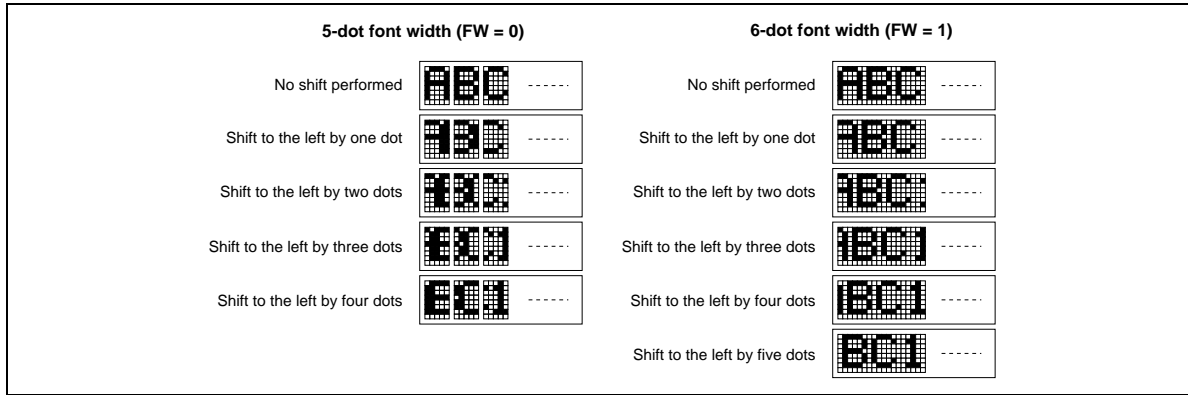 5-dot font width (FW = 0)
No shift performed
ABC
Shift to the left by one dot
Shift to the left by two dots
Shift to the left by three dots
Shift to the left by four dots
6-dot font width (FW = 1)
No shift performed
ABC
Shift to the left by one dot
ABC
Shift to the left by two dots
Shift to the left by three dots
Shift to the left by four dots
Shift to the left by five dots
BC1